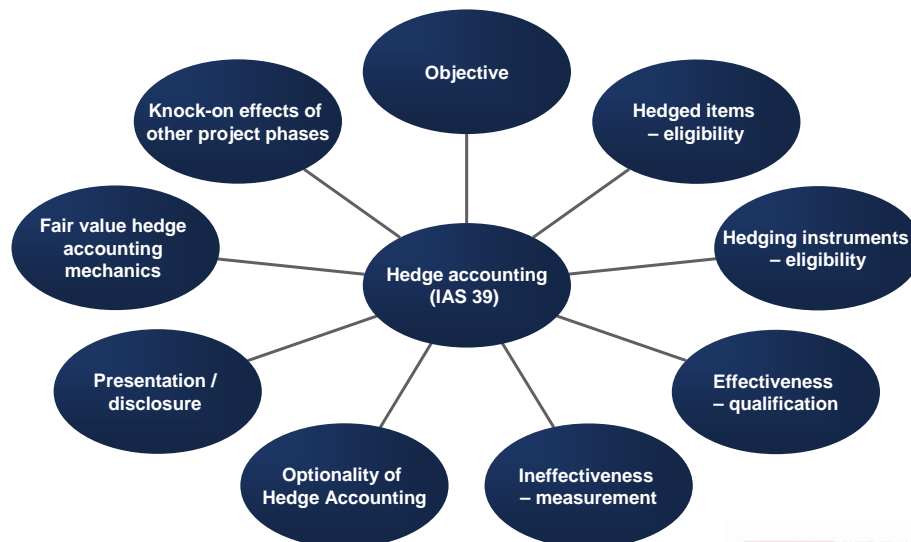 Objective
Hedged items
– eligibility
Hedging instruments
– eligibility
Effectiveness
– qualification
Ineffectiveness
– measurement
Optionality of
Hedge Accounting
Presentation /
disclosure
Fair value hedge
accounting
mechanics
Knock-on effects of
other project phases
Hedge accounting
(IAS 39)